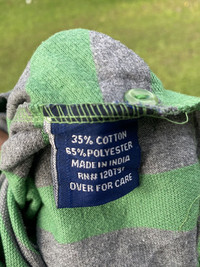 35% COTTON
65% POLYESTER
MADE IN INDIA
OVER FOR CARE